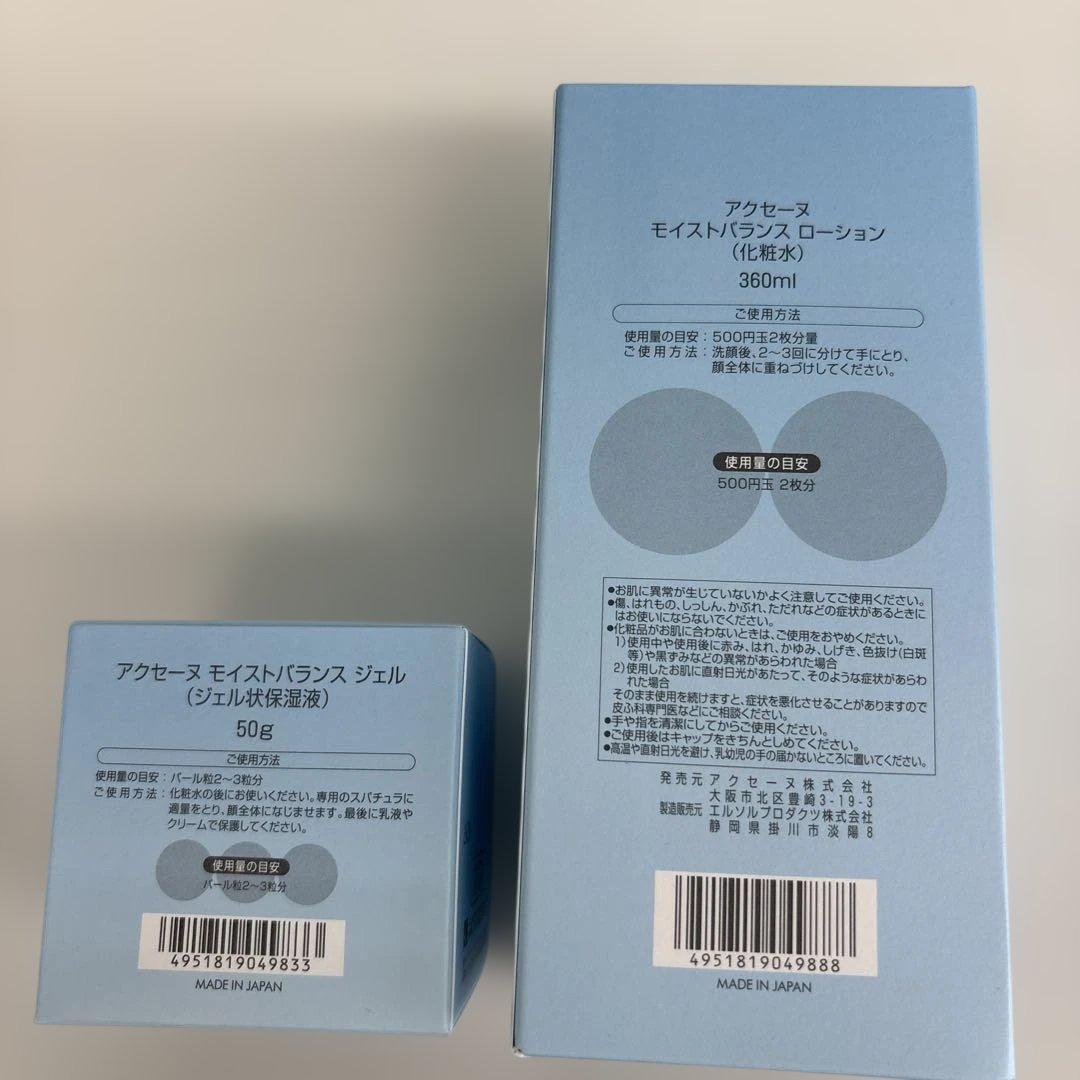 アクセーヌ モイストバランス ジェル
(ジェル状保湿液)
50g
ご使用方法
使用量の目安：パール粒2〜3粒分
ご使用方法：化粧水の後にお使いください。専用のスパチュラに
適量をとり、顔全体になじませます。最後に乳液や
クリームで保護してください。
使用量の目安
パール粒2〜3粒分
4951819049833
MADE IN JAPAN
アクセーヌ
モイストバランス ローション
(化粧水)
360ml
ご使用方法
使用量の目安：500円玉2枚分量
ご使用方法：洗顔後、2〜3回に分けて手にとり、
顔全体に重ねづけしてください。
使用量の目安
500円玉 2枚分
●お肌に異常が生じていないかよく注意してご使用ください。
●傷、はれもの、しっしん、かぶれ、ただれなどの症状があるときに
はお使いにならないでください。
●化粧品がお肌に合わないときは、ご使用をおやめください。
1)使用中や使用後に赤み、はれ、かゆみ、しげき、色抜け(白斑
等)や黒ずみなどの異常があらわれた場合
2)使用したお肌に直射日光があたって、そのような症状があらわ
れた場合
そのまま使用を続けますと、症状を悪化させることがありますので
皮ふ科専門医などにご相談ください。
●手や指を清潔にしてからご使用ください。
●ご使用後はキャップをきちんとしめてください。
●高温や直射日光を避け、乳幼児の手の届かないところに置いてください。
発売元 アクセーヌ株式会社
大阪市北区豊崎3-19-3
製造販売元 エルソルプロダクツ株式会社
静岡県掛川市淡陽8
4951819049888
MADE IN JAPAN